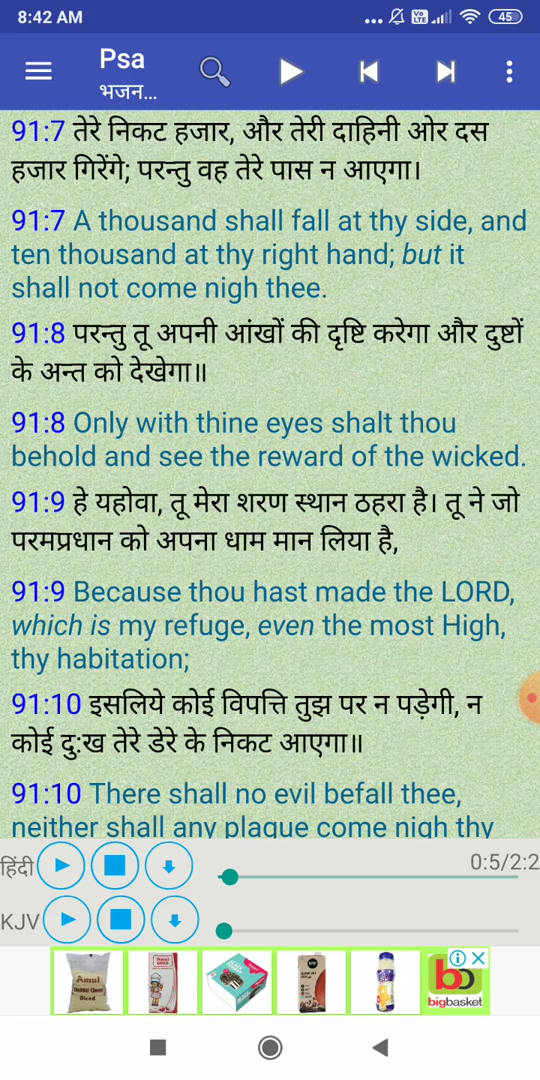 8:42 AM
VO LTE
45
Psa
भजन...
91:7 तेरे निकट हजार, और तेरी दाहिनी ओर दस
हजार गिरेंगे; परन्तु वह तेरे पास न आएगा।
91:7 A thousand shall fall at thy side, and
ten thousand at thy right hand; but it
shall not come nigh thee.
91:8 परन्तु तू अपनी आंखों की दृष्टि करेगा और दुष्टों
के अन्त को देखेगा॥
91:8 Only with thine eyes shalt thou
behold and see the reward of the wicked.
91:9 हे यहोवा, तू मेरा शरण स्थान ठहरा है। तू ने जो
परमप्रधान को अपना धाम मान लिया है,
91:9 Because thou hast made the LORD,
which is my refuge, even the most High,
thy habitation;
91:10 इसलिये कोई विपत्ति तुझ पर न पड़ेगी, न
कोई दु:ख तेरे डेरे के निकट आएगा॥
91:10 There shall no evil befall thee,
neither shall any plague come nigh thy
हिंदी
0:5/2:2
KJV
Amul
bb
bigbasket